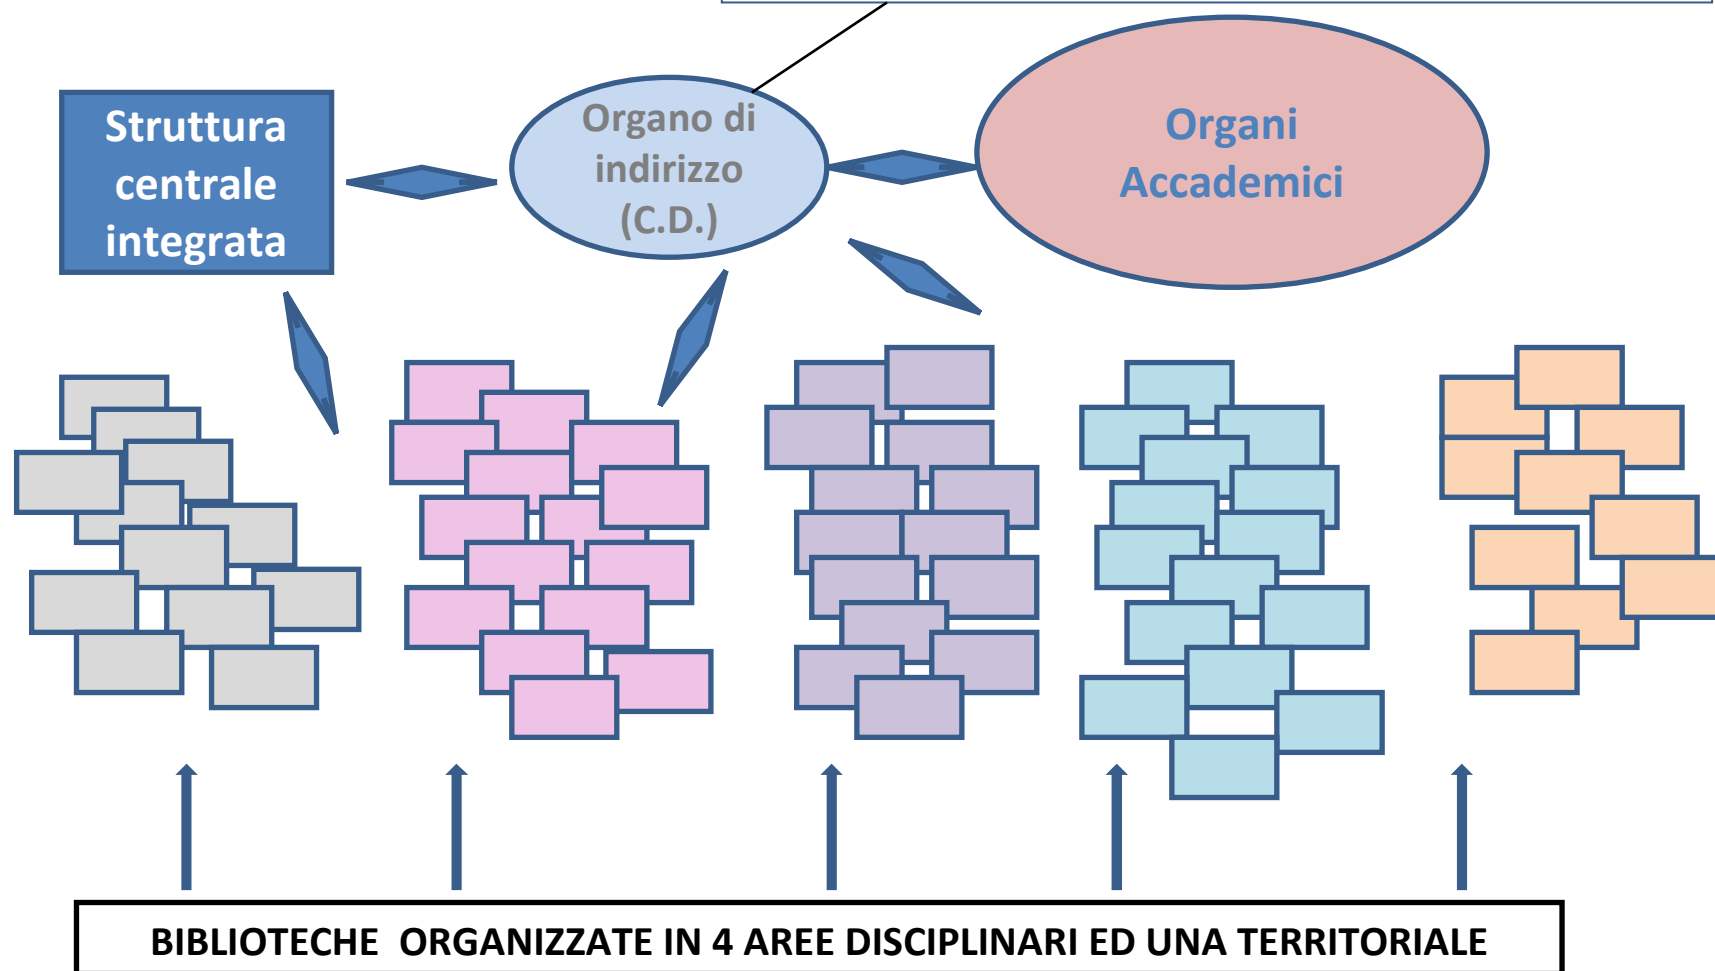 Struttura
centrale
integrata
Organo di
indirizzo
(C.D.)
Organi
Accademici
BIBLIOTECHE ORGANIZZATE IN 4 AREE DISCIPLINARI ED UNA TERRITORIALE